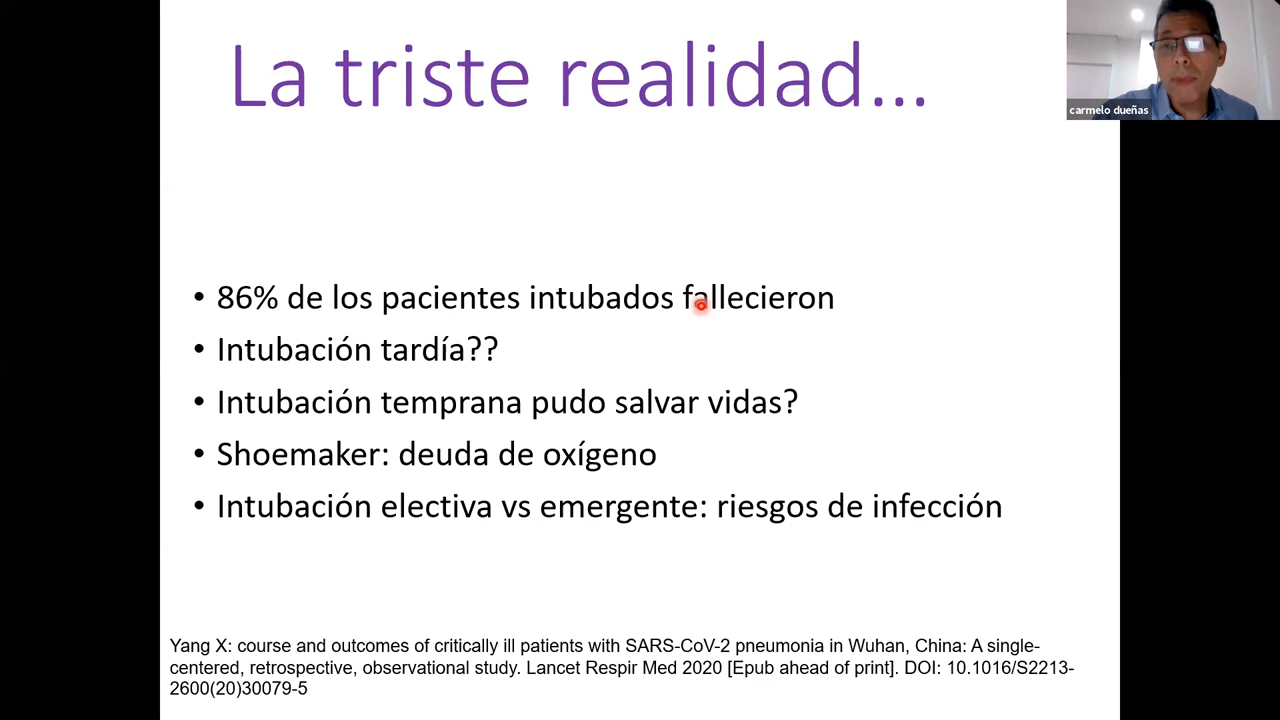 La triste realidad...
carmelo dueñas
• 86% de los pacientes intubados fallecieron
• Intubación tardía??
• Intubación temprana pudo salvar vidas?
• Shoemaker: deuda de oxígeno
• Intubación electiva vs emergente: riesgos de infección
Yang X: course and outcomes of critically ill patients with SARS-CoV-2 pneumonia in Wuhan, China: A single-
centered, retrospective, observational study. Lancet Respir Med 2020 [Epub ahead of print]. DOI: 10.1016/S2213-
2600(20)30079-5